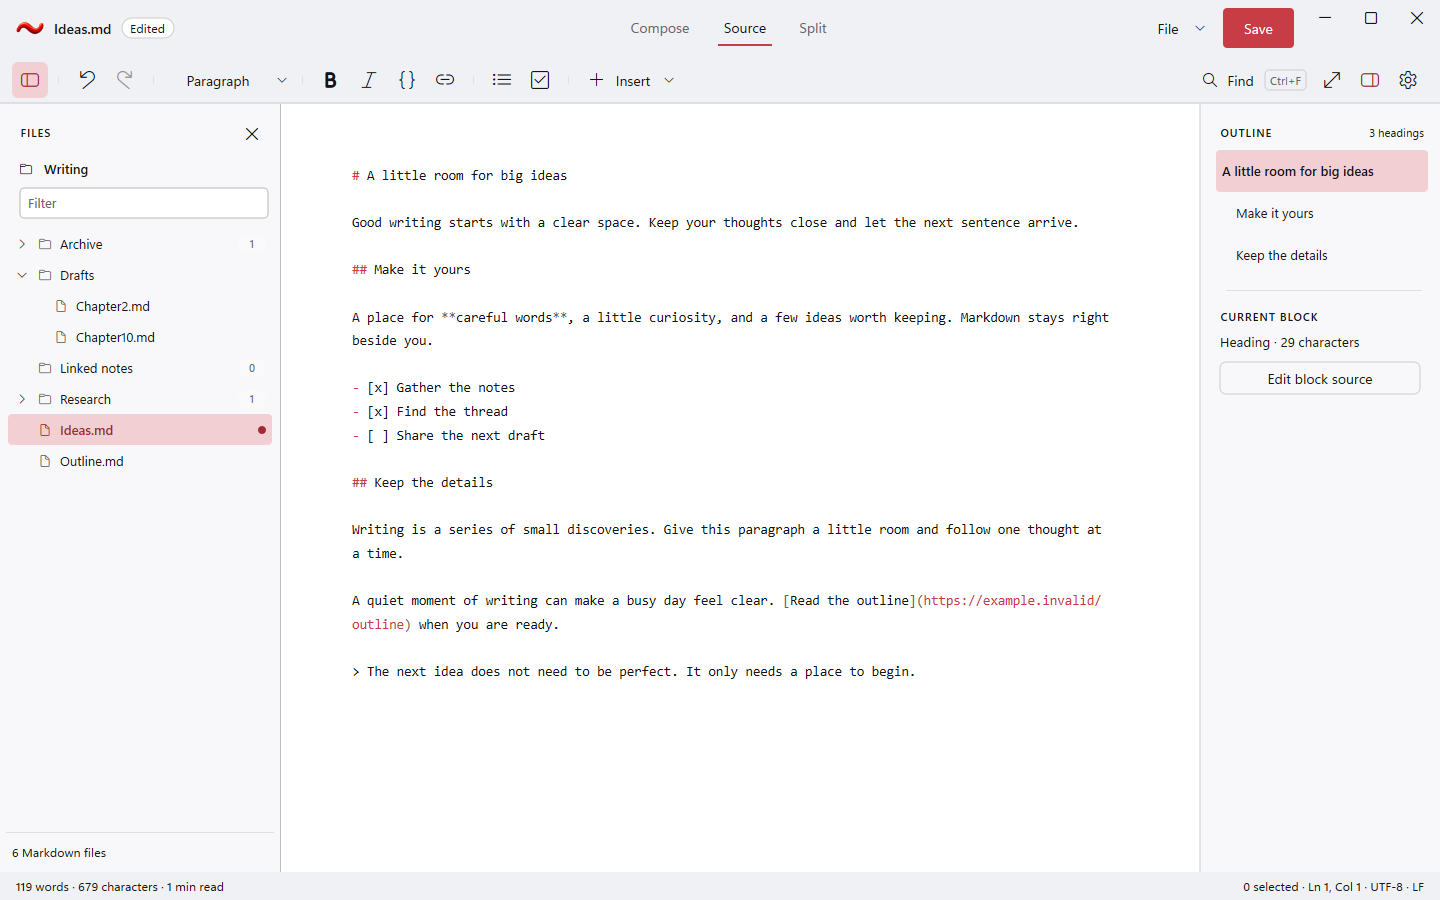 Ideas.md Edited Compose Source Split File Save
Paragraph B I {} Insert Find Ctrl+F
FILES
Writing
Filter
Archive 1
Drafts
Chapter2.md
Chapter10.md
Linked notes 0
Research 1
Ideas.md
Outline.md
6 Markdown files
# A little room for big ideas
Good writing starts with a clear space. Keep your thoughts close and let the next sentence arrive.
## Make it yours
A place for **careful words**, a little curiosity, and a few ideas worth keeping. Markdown stays right
beside you.
- [x] Gather the notes
- [x] Find the thread
- [ ] Share the next draft
## Keep the details
Writing is a series of small discoveries. Give this paragraph a little room and follow one thought at
a time.
A quiet moment of writing can make a busy day feel clear. [Read the outline](https://example.invalid/
outline) when you are ready.
> The next idea does not need to be perfect. It only needs a place to begin.
OUTLINE 3 headings
A little room for big ideas
Make it yours
Keep the details
CURRENT BLOCK
Heading · 29 characters
Edit block source
119 words · 679 characters · 1 min read
0 selected · Ln 1, Col 1 · UTF-8 · LF